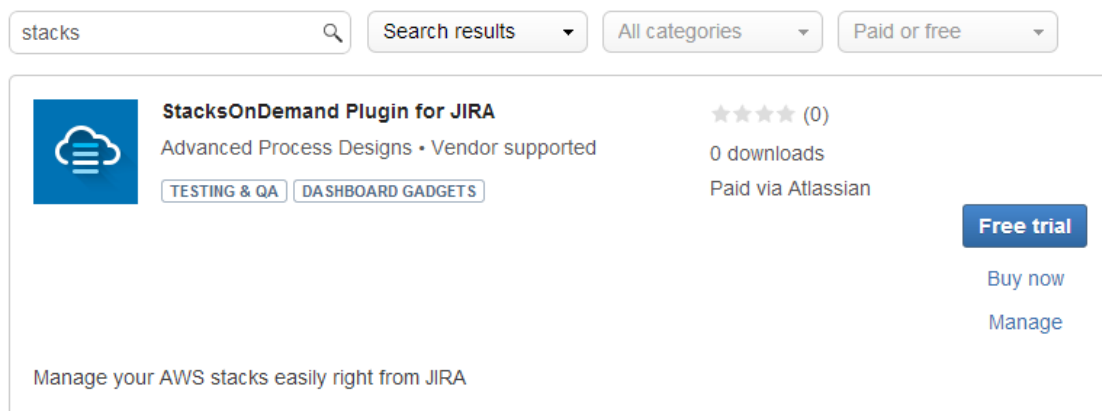 stacks
Search results
All categories
Paid or free
StacksOnDemand Plugin for JIRA
(0)
Advanced Process Designs • Vendor supported
0 downloads
TESTING & QA
DASHBOARD GADGETS
Paid via Atlassian
Free trial
Buy now
Manage
Manage your AWS stacks easily right from JIRA